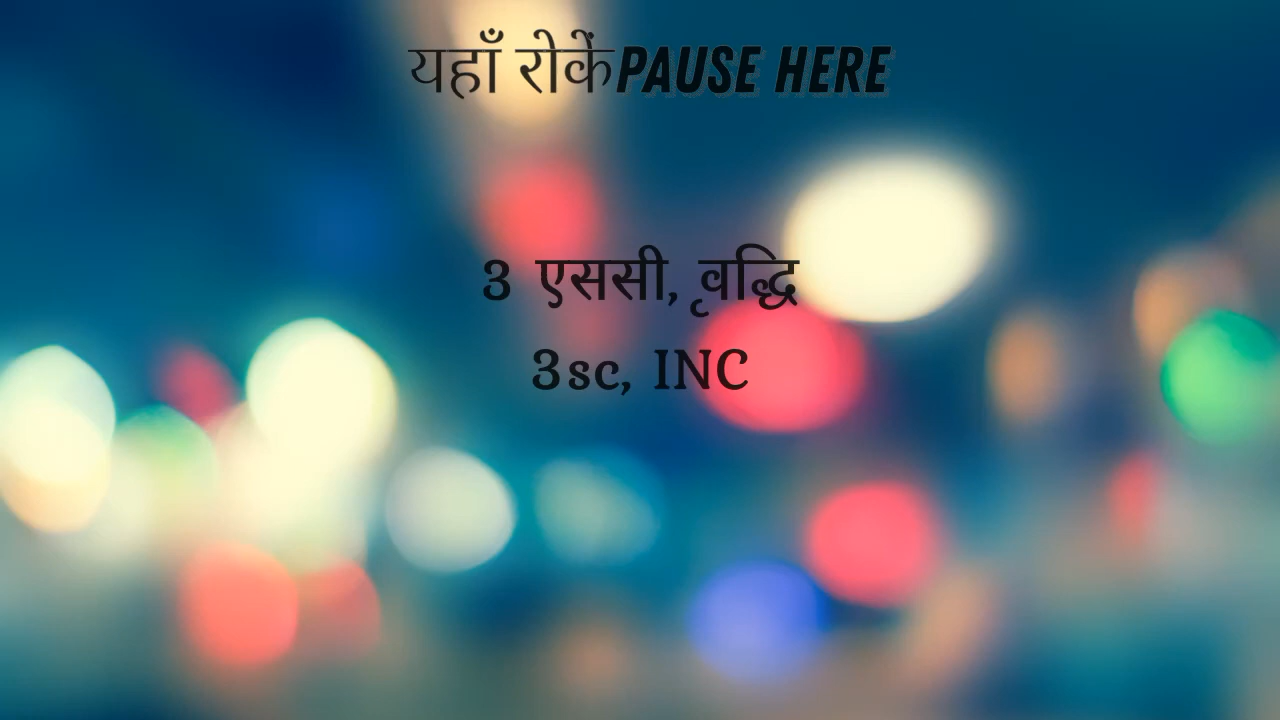 यहाँ रोकेंPAUSE HERE
3 एससी, वृद्धि
3sc, INC